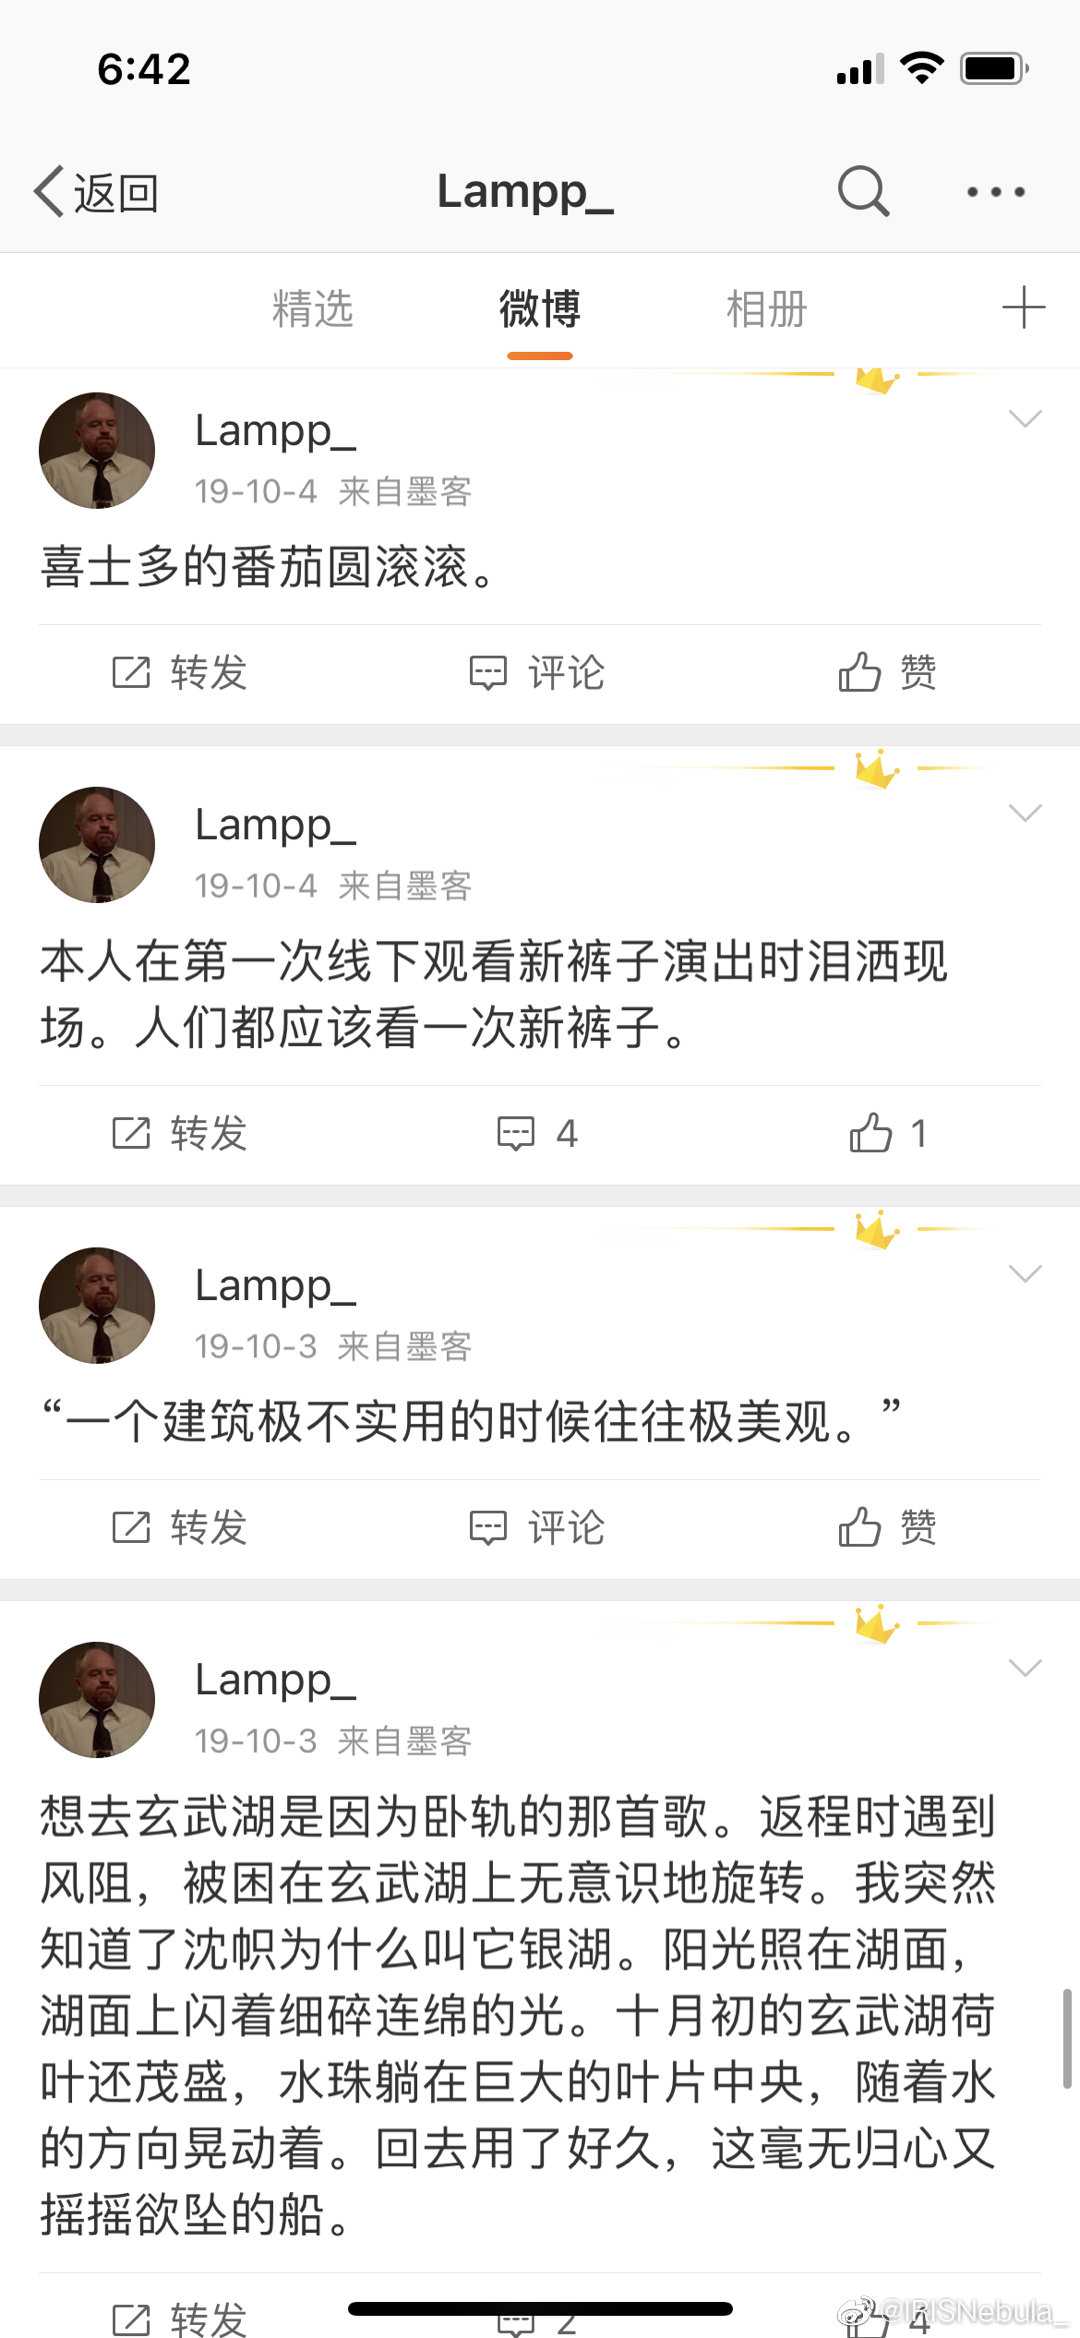 6:42
返回
Lampp_
精选
微博
相册
Lampp_
19-10-4 来自墨客
喜士多的番茄圆滚滚。
转发
评论
赞
Lampp_
19-10-4 来自墨客
本人在第一次线下观看新裤子演出时泪洒现
场。人们都应该看一次新裤子。
转发
4
1
Lampp_
19-10-3 来自墨客
“一个建筑极不实用的时候往往极美观。”
转发
评论
赞
Lampp_
19-10-3 来自墨客
想去玄武湖是因为卧轨的那首歌。返程时遇到
风阻，被困在玄武湖上无意识地旋转。我突然
知道了沈帜为什么叫它银湖。阳光照在湖面，
湖面上闪着细碎连绵的光。十月初的玄武湖荷
叶还茂盛，水珠躺在巨大的叶片中央，随着水
的方向晃动着。回去用了好久，这毫无归心又
摇摇欲坠的船。
转发
2
4
@IRISNebula_